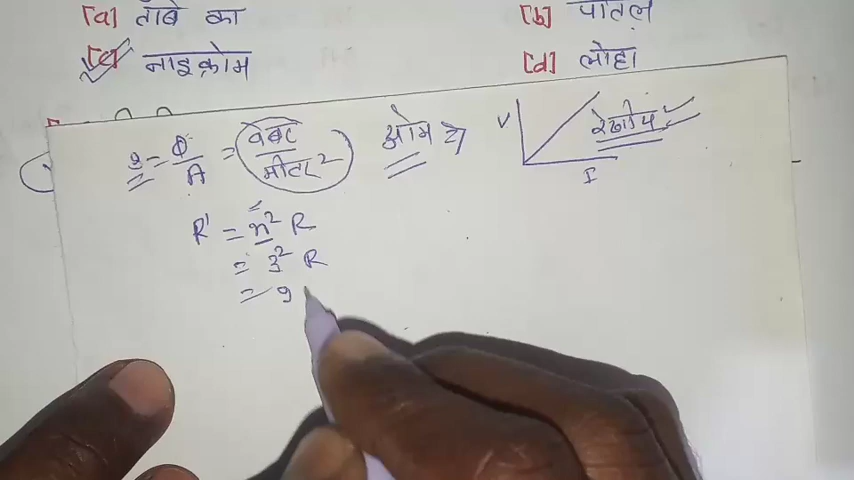 [a] ताँबे का
[b] पीतल
[c] नाइक्रोम
[d] लोहा
= ϕ/A = वेबर/मीटर²
ओम
V
रेखीय
I
R' = n² R
= 3² R
= 9